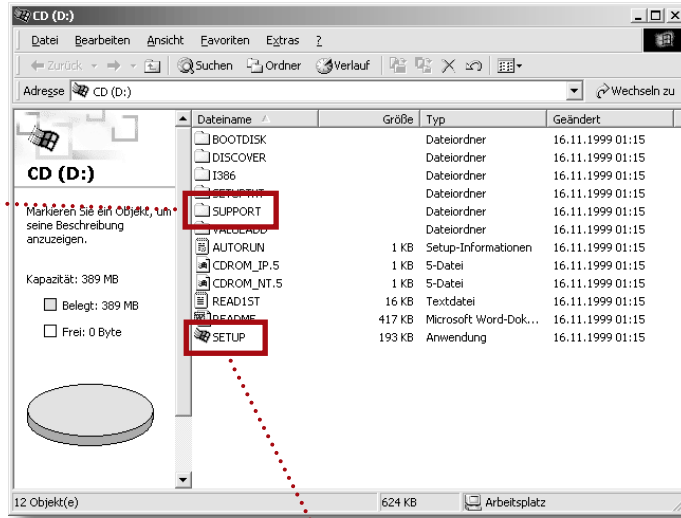 CD (D:)
Datei Bearbeiten Ansicht Favoriten Extras ?
Zurück Suchen Ordner Verlauf
Adresse CD (D:) Wechseln zu
CD (D:)
Markieren Sie ein Objekt, um
seine Beschreibung
anzuzeigen.
Kapazität: 389 MB
Belegt: 389 MB
Frei: 0 Byte
Dateiname Größe Typ Geändert
BOOTDISK Dateiordner 16.11.1999 01:15
DISCOVER Dateiordner 16.11.1999 01:15
I386 Dateiordner 16.11.1999 01:15
SETUPTXT Dateiordner 16.11.1999 01:15
SUPPORT Dateiordner 16.11.1999 01:15
VALUEADD Dateiordner 16.11.1999 01:15
AUTORUN 1 KB Setup-Informationen 16.11.1999 01:15
CDROM_IP.5 1 KB 5-Datei 16.11.1999 01:15
CDROM_NT.5 1 KB 5-Datei 16.11.1999 01:15
READ1ST 16 KB Textdatei 16.11.1999 01:15
README 417 KB Microsoft Word-Dok... 16.11.1999 01:15
SETUP 193 KB Anwendung 16.11.1999 01:15
12 Objekt(e) 624 KB Arbeitsplatz